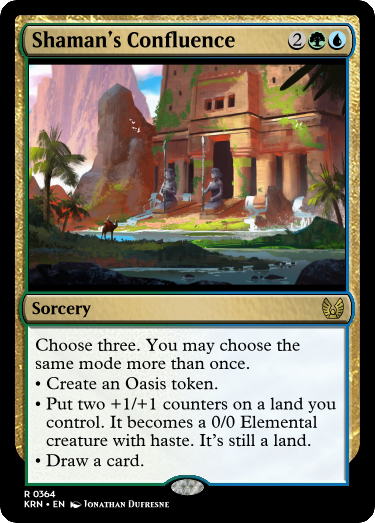 Shaman's Confluence 2
Sorcery
Choose three. You may choose the
same mode more than once.
• Create an Oasis token.
• Put two +1/+1 counters on a land you
control. It becomes a 0/0 Elemental
creature with haste. It's still a land.
• Draw a card.
R 0364
KRN • EN Jonathan Dufresne